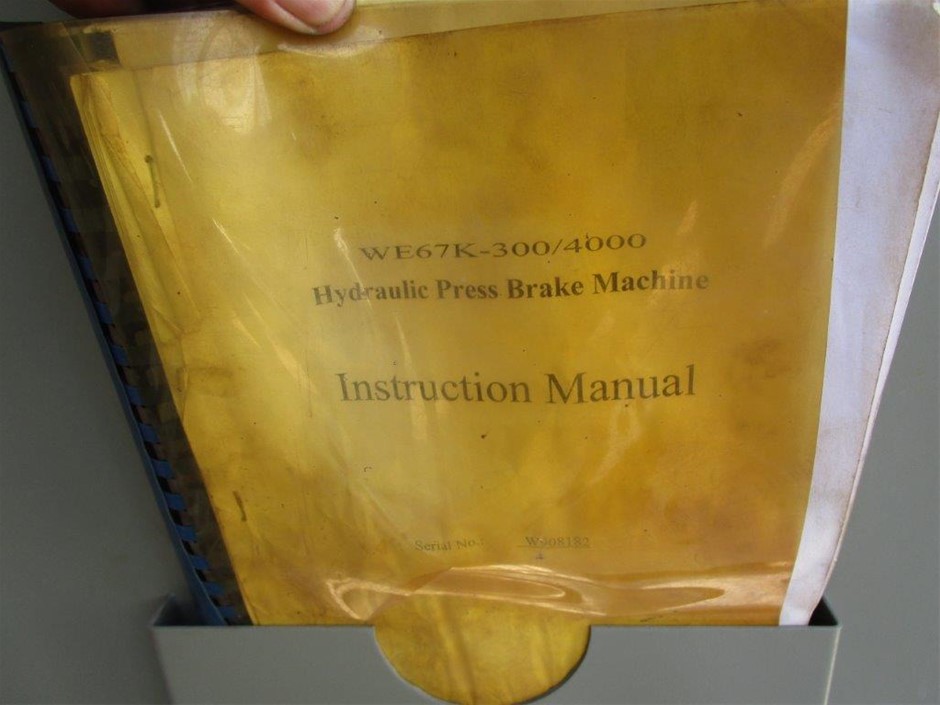 WE67K-300/4000
Hydraulic Press Brake Machine
Instruction Manual
Serial No.: